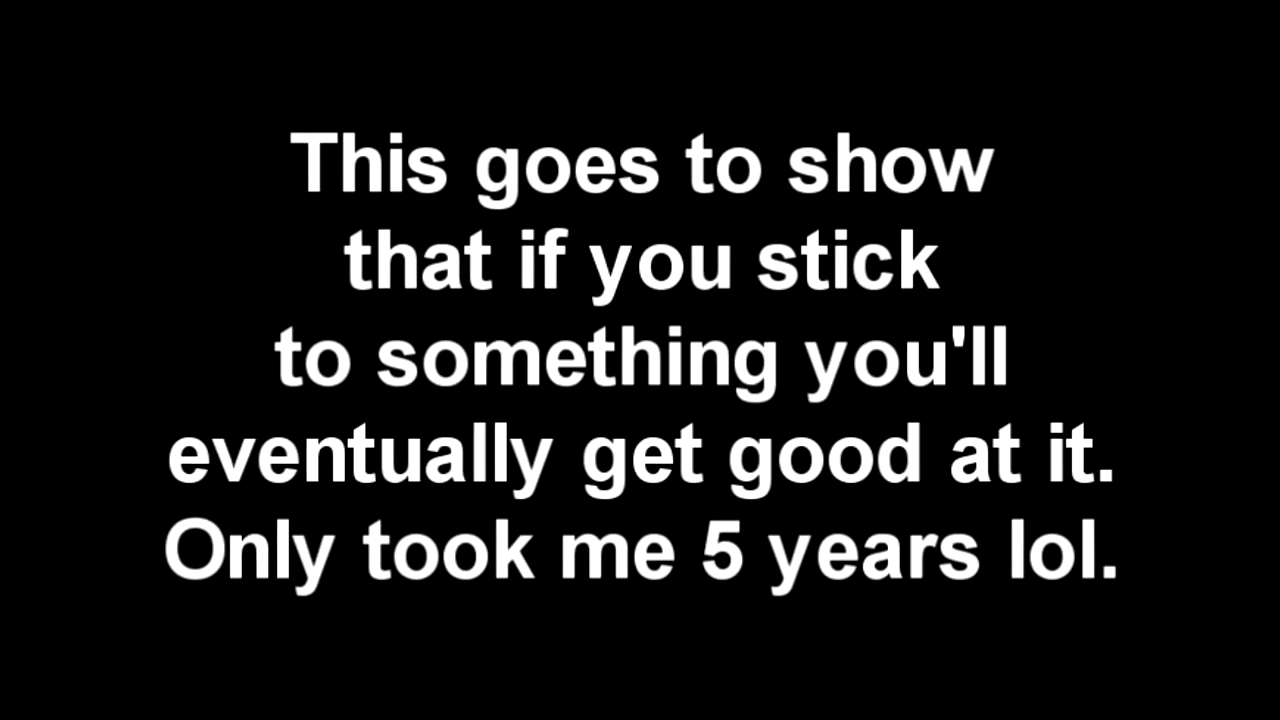 This goes to show
that if you stick
to something you'll
eventually get good at it.
Only took me 5 years lol.